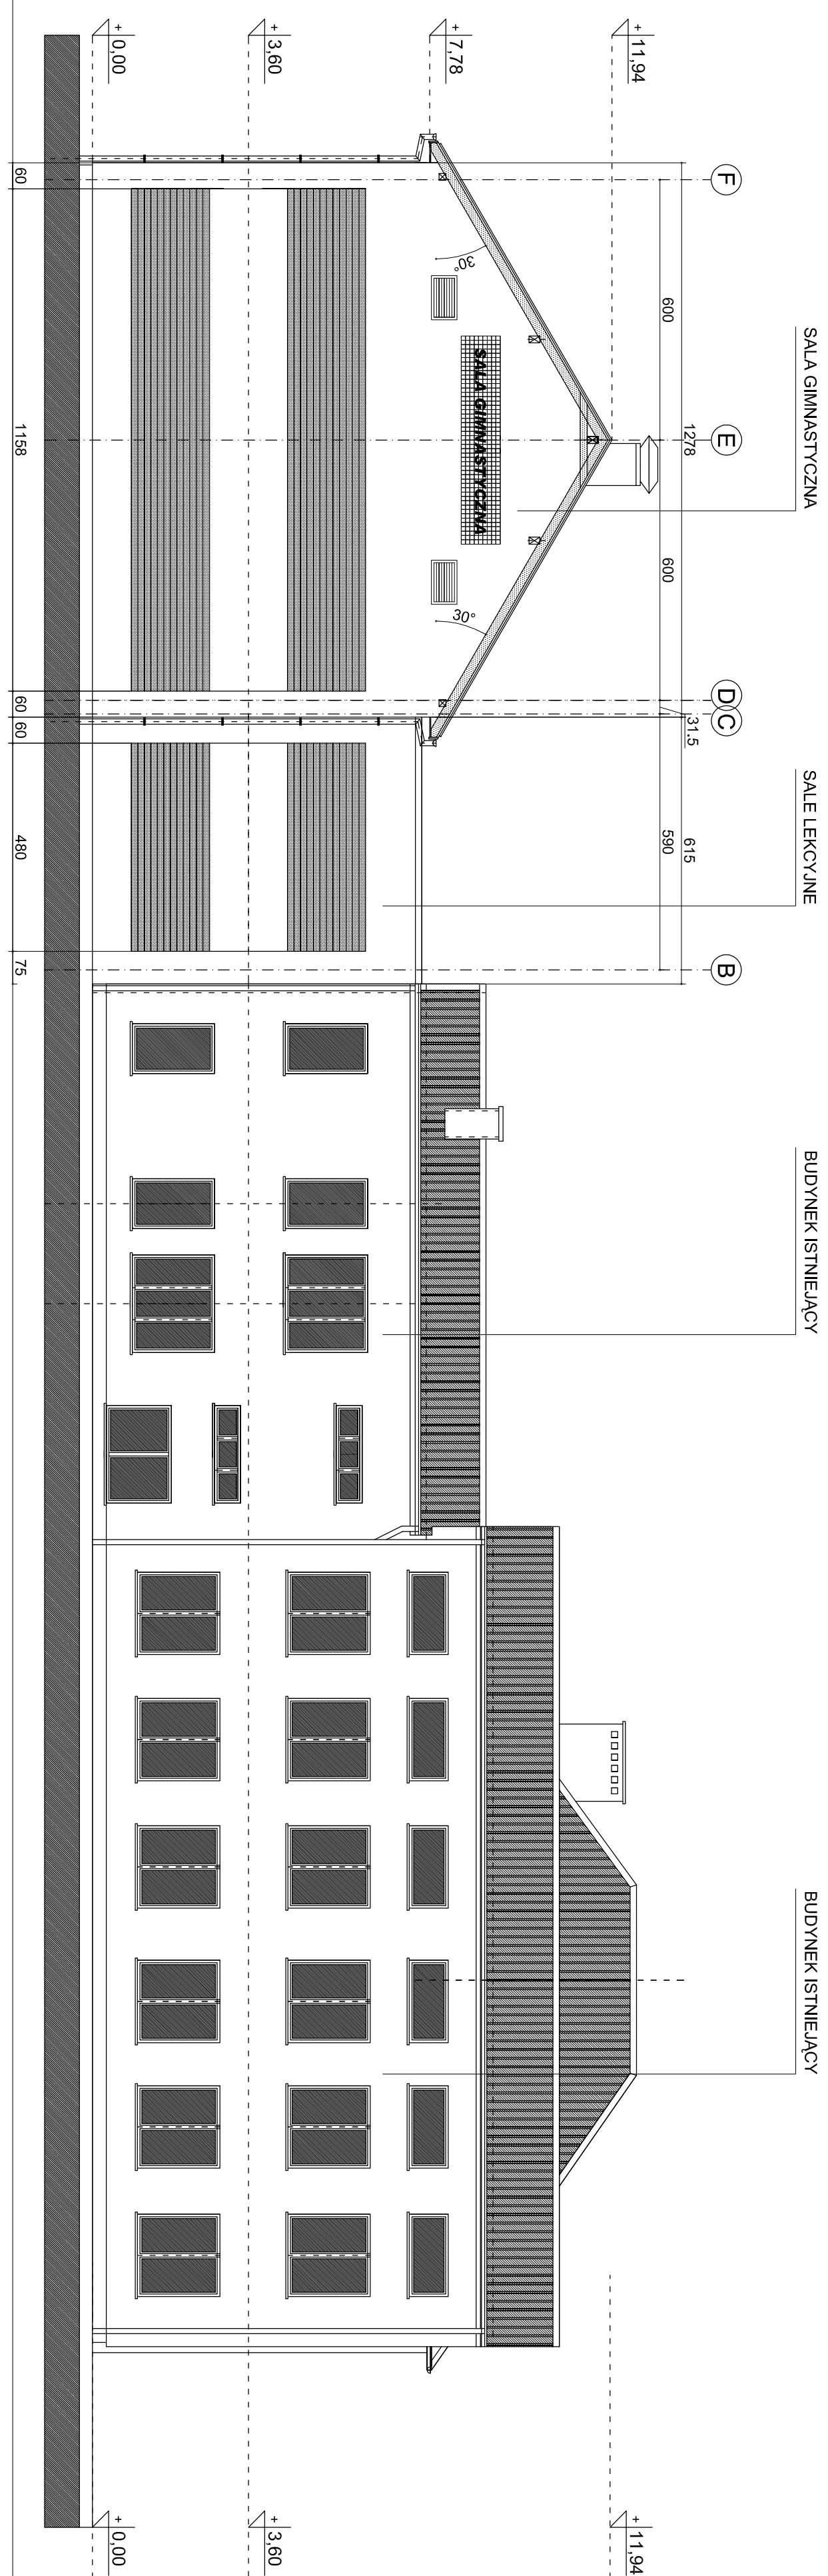 SALA GIMNASTYCZNA
SALE LEKCYJNE
BUDYNEK ISTNIEJĄCY
BUDYNEK ISTNIEJĄCY
F
E
D
C
B
1278
31.5
615
600
600
590
+
11,94
+
7,78
+
3,60
+
0,00
30°
30°
SALA GIMNASTYCZNA
+
11,94
+
3,60
+
0,00
60
1158
60
60
480
75